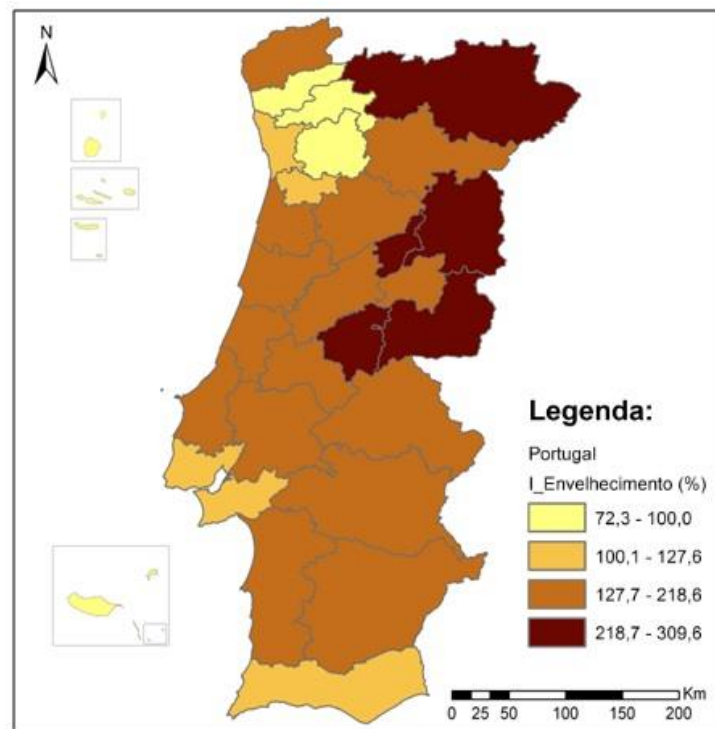 N
Legenda:
Portugal
I_Envelhecimento (%)
72,3 - 100,0
100,1 - 127,6
127,7 - 218,6
218,7 - 309,6
Km
0 25 50 100 150 200